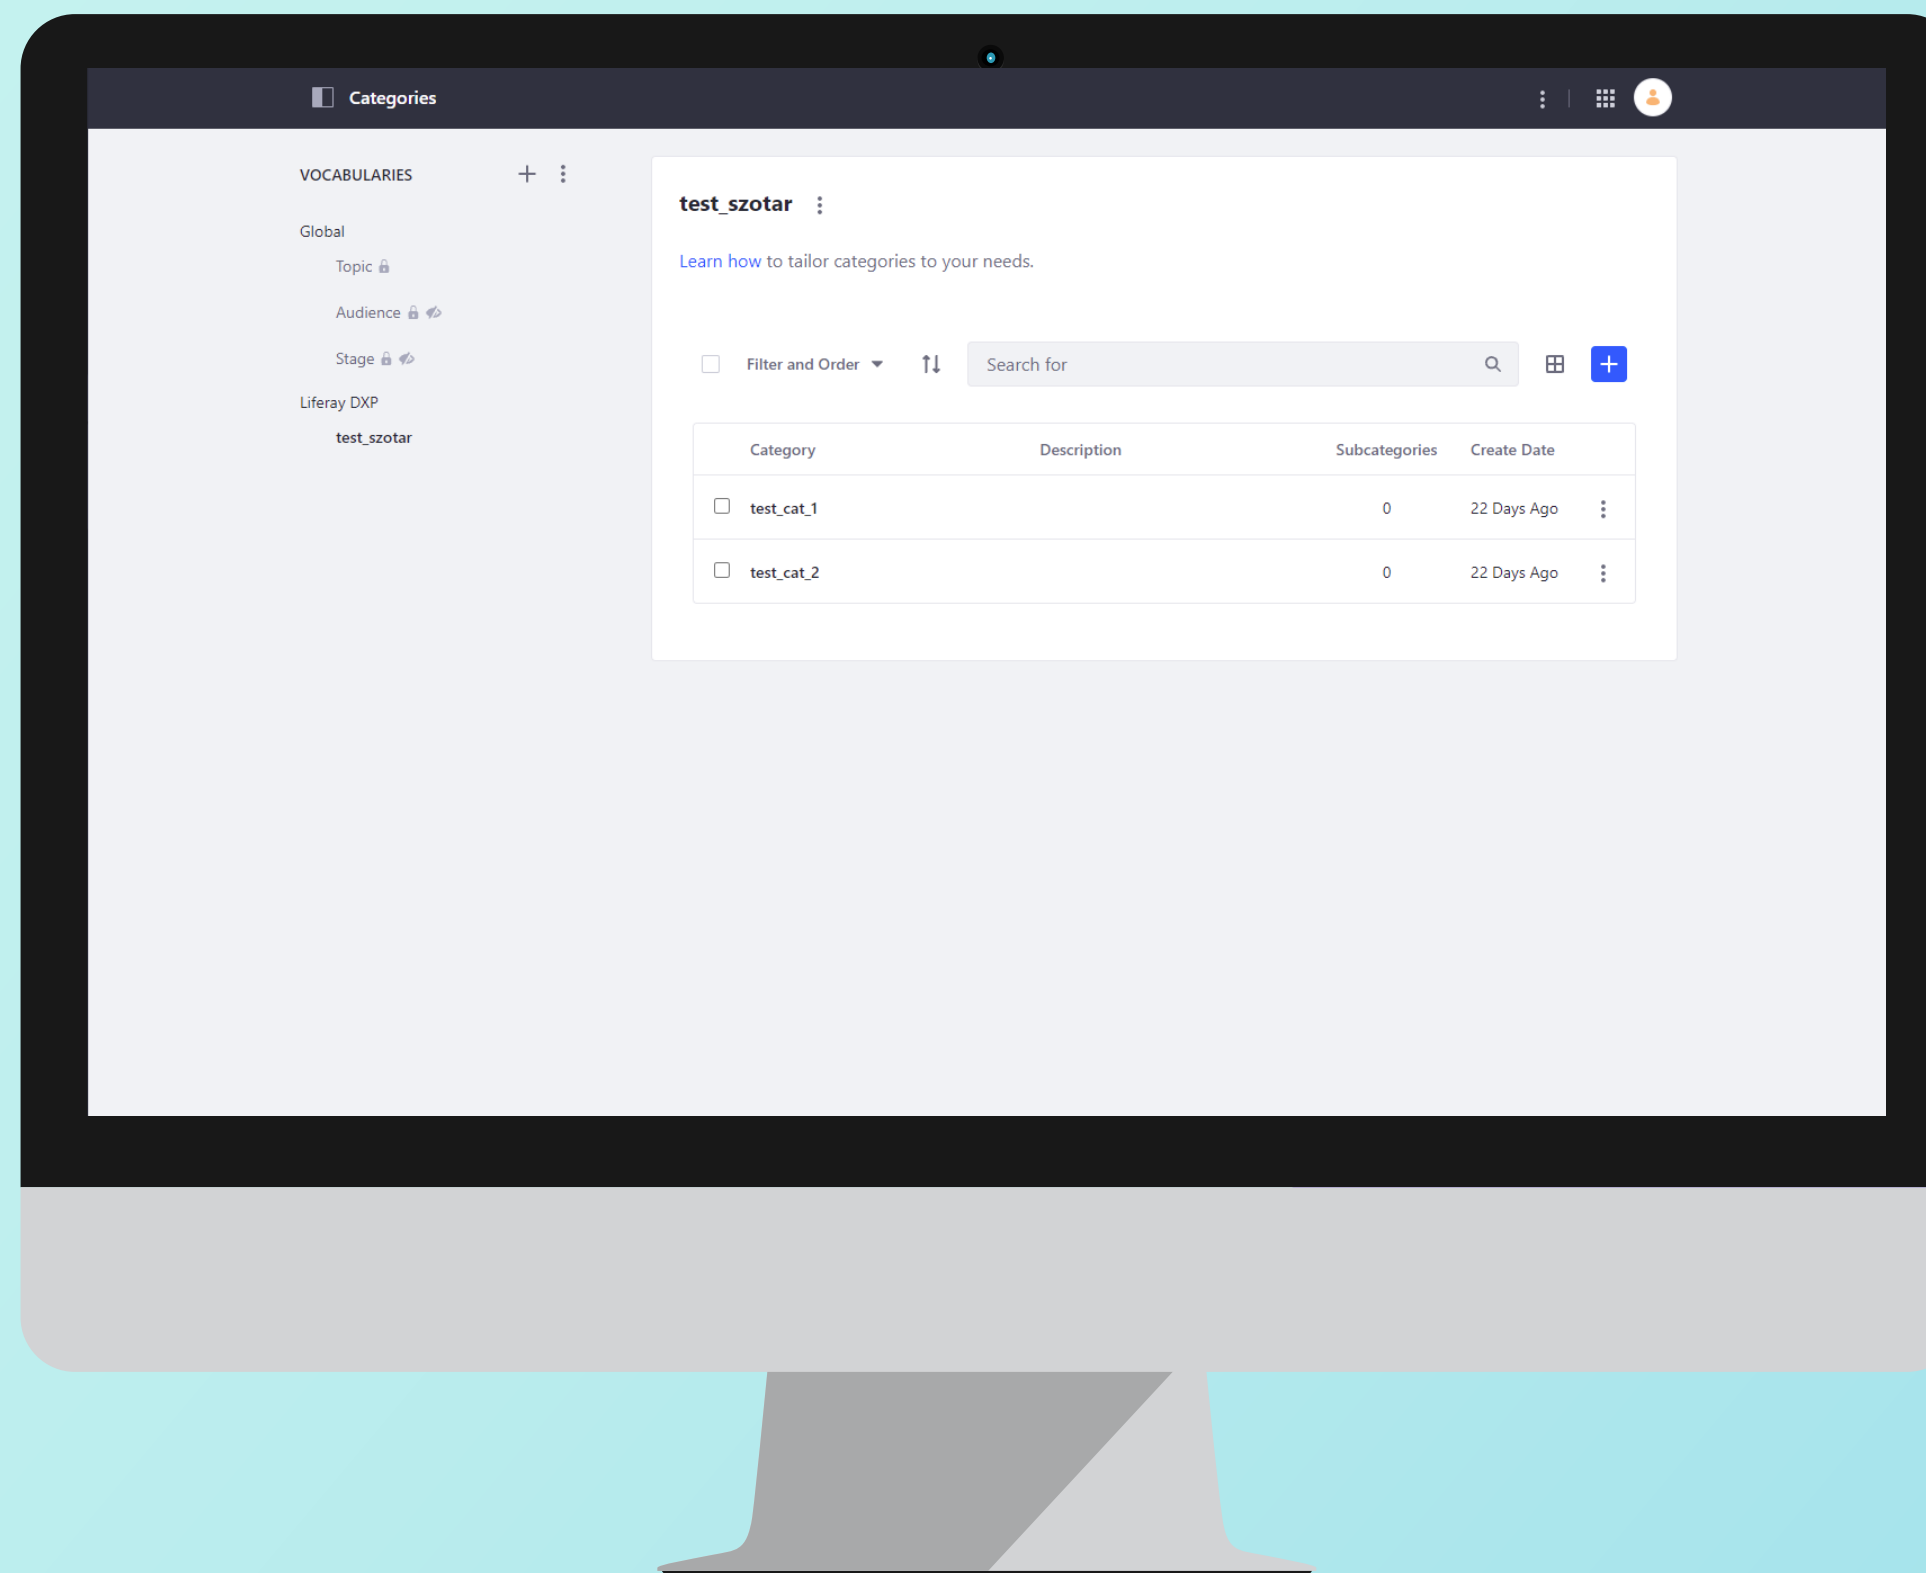 Categories
VOCABULARIES
Global
Topic
Audience
Stage
Liferay DXP
test_szotar
test_szotar
Learn how to tailor categories to your needs.
Filter and Order
Search for
Category Description Subcategories Create Date
test_cat_1 0 22 Days Ago
test_cat_2 0 22 Days Ago